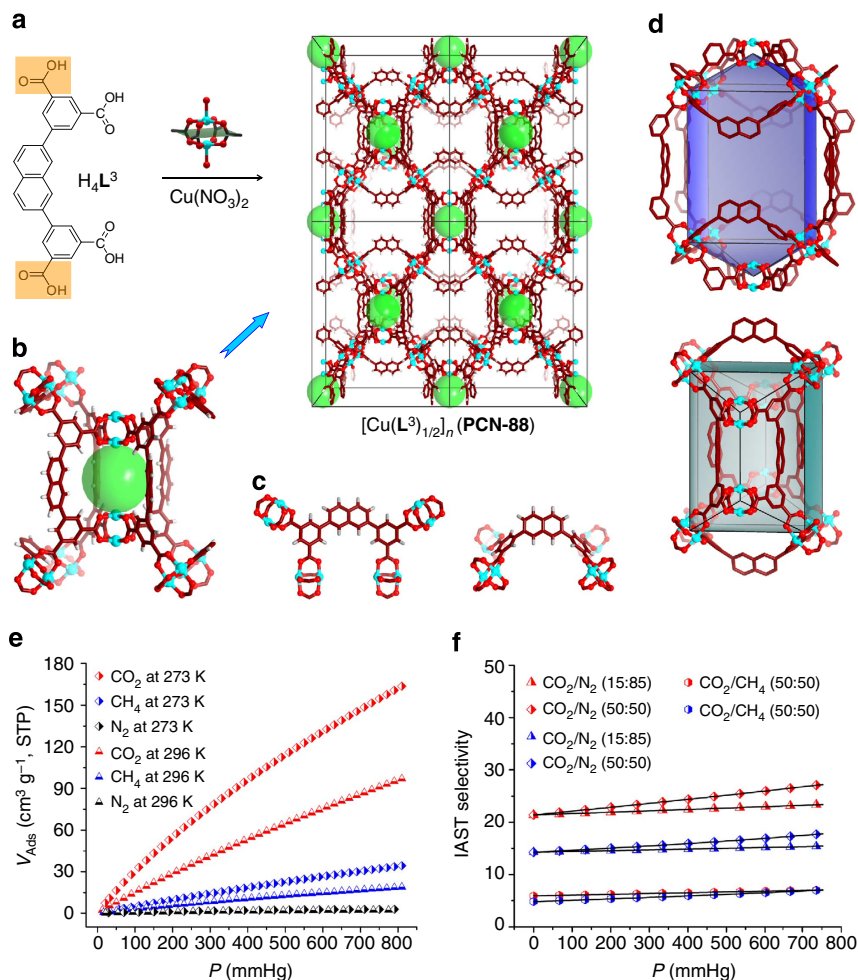 a
OH
O
C
O
C
OH
H₄L³
Cu(NO₃)₂
O
C
OH
O
C
OH
[Cu(L³)₁/₂]ₙ (PCN-88)
b
c
d
e
180
150
120
90
60
30
0
V_Ads (cm³ g⁻¹, STP)
CO₂ at 273 K
CH₄ at 273 K
N₂ at 273 K
CO₂ at 296 K
CH₄ at 296 K
N₂ at 296 K
0 100 200 300 400 500 600 700 800
P (mmHg)
f
50
40
30
20
10
0
IAST selectivity
CO₂/N₂ (15:85) CO₂/CH₄ (50:50)
CO₂/N₂ (50:50) CO₂/CH₄ (50:50)
CO₂/N₂ (15:85)
CO₂/N₂ (50:50)
0 100 200 300 400 500 600 700 800
P (mmHg)